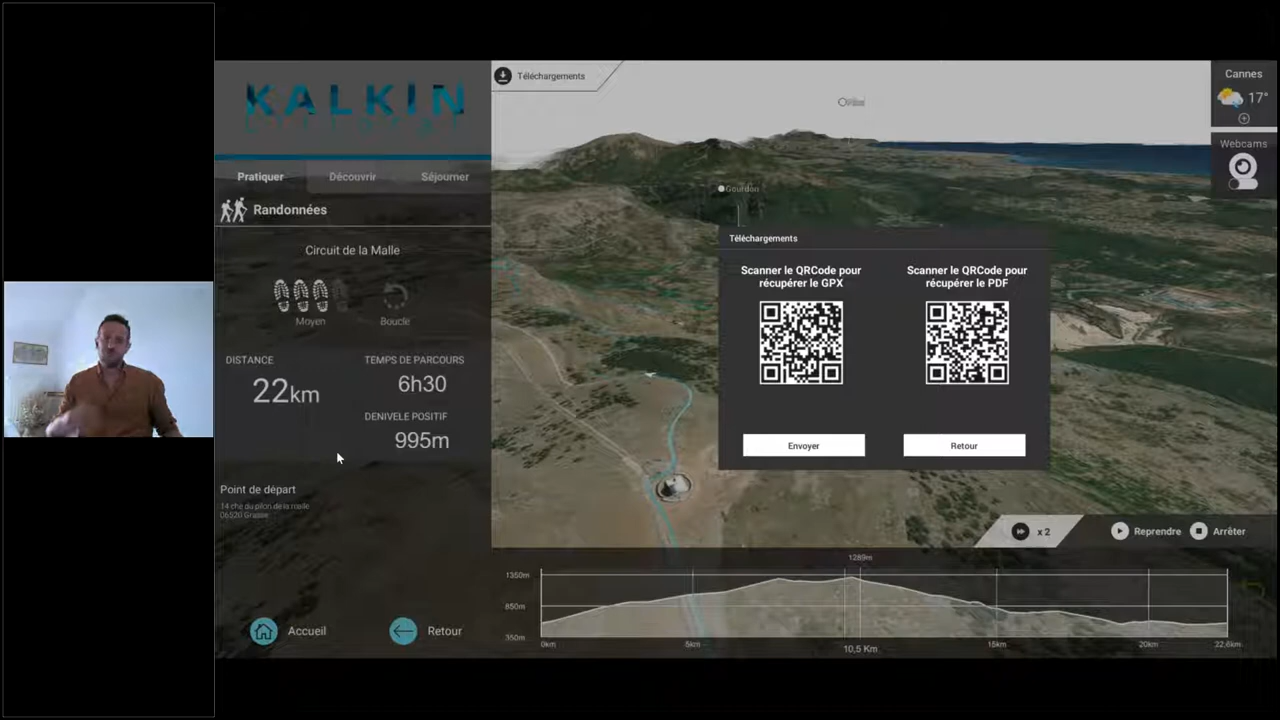 KALKIN
Littoral
Pratiquer
Découvrir
Séjourner
Randonnées
Circuit de la Malle
Moyen
Boucle
DISTANCE
22km
TEMPS DE PARCOURS
6h30
DENIVELE POSITIF
995m
Point de départ
06520 Grasse
Accueil
Retour
Téléchargements
Gourdon
Cannes
17°
Webcams
Téléchargements
Scanner le QRCode pour
récupérer le GPX
Scanner le QRCode pour
récupérer le PDF
Envoyer
Retour
x 2
Reprendre
Arrêter
1289m
1350m
850m
350m
0km
5km
10,5 Km
15km
20km
22,6km